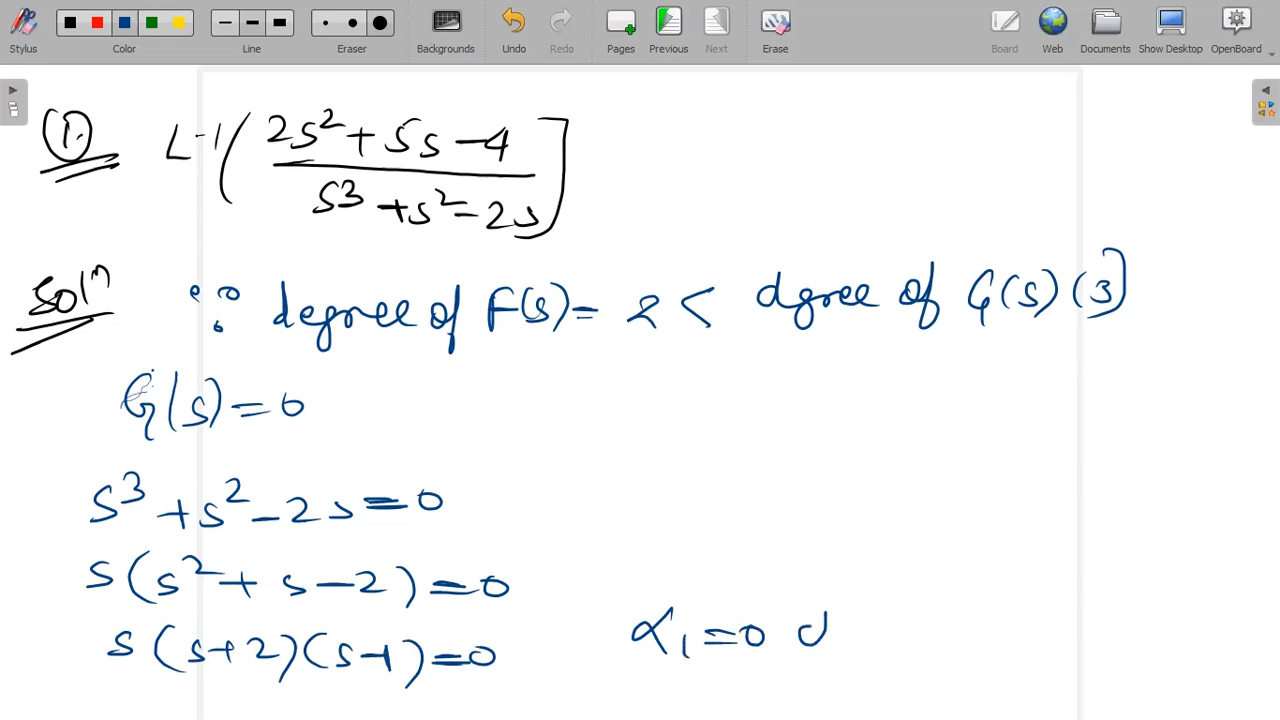 Stylus Color Line Eraser Backgrounds Undo Redo Pages Previous Next Erase Board Web Documents Show Desktop OpenBoard
① L-1( 2s²+5s-4
s³+s²-2s ]
Solⁿ ∵ degree of F(s)= 2 < dgree of G(s)(3]
G(s)=0
s³+s²-2s=0
s(s²+s-2)=0
s(s+2)(s-1)=0 α₁=0